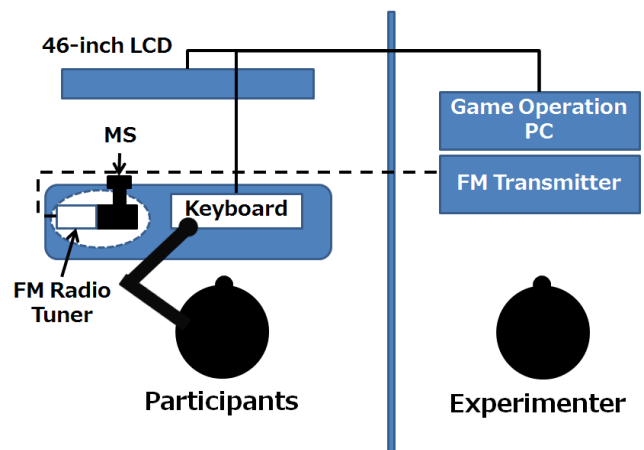 46-inch LCD
MS
Keyboard
FM Radio
Tuner
Participants
Game Operation
PC
FM Transmitter
Experimenter